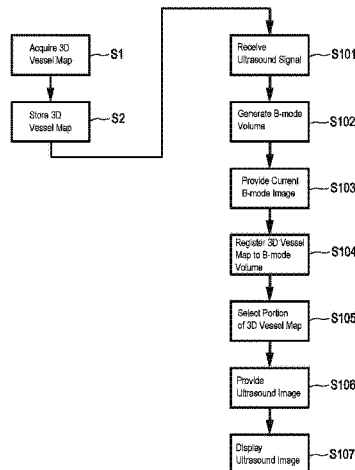 Acquire 3D
Vessel Map
S1
Store 3D
Vessel Map
S2
Receive
Ultrasound Signal
S101
Generate B-mode
Volume
S102
Provide Current
B-mode Image
S103
Register 3D Vessel
Map to B-mode
Volume
S104
Select Portion
of 3D Vessel Map
S105
Provide
Ultrasound Image
S106
Display
Ultrasound Image
S107